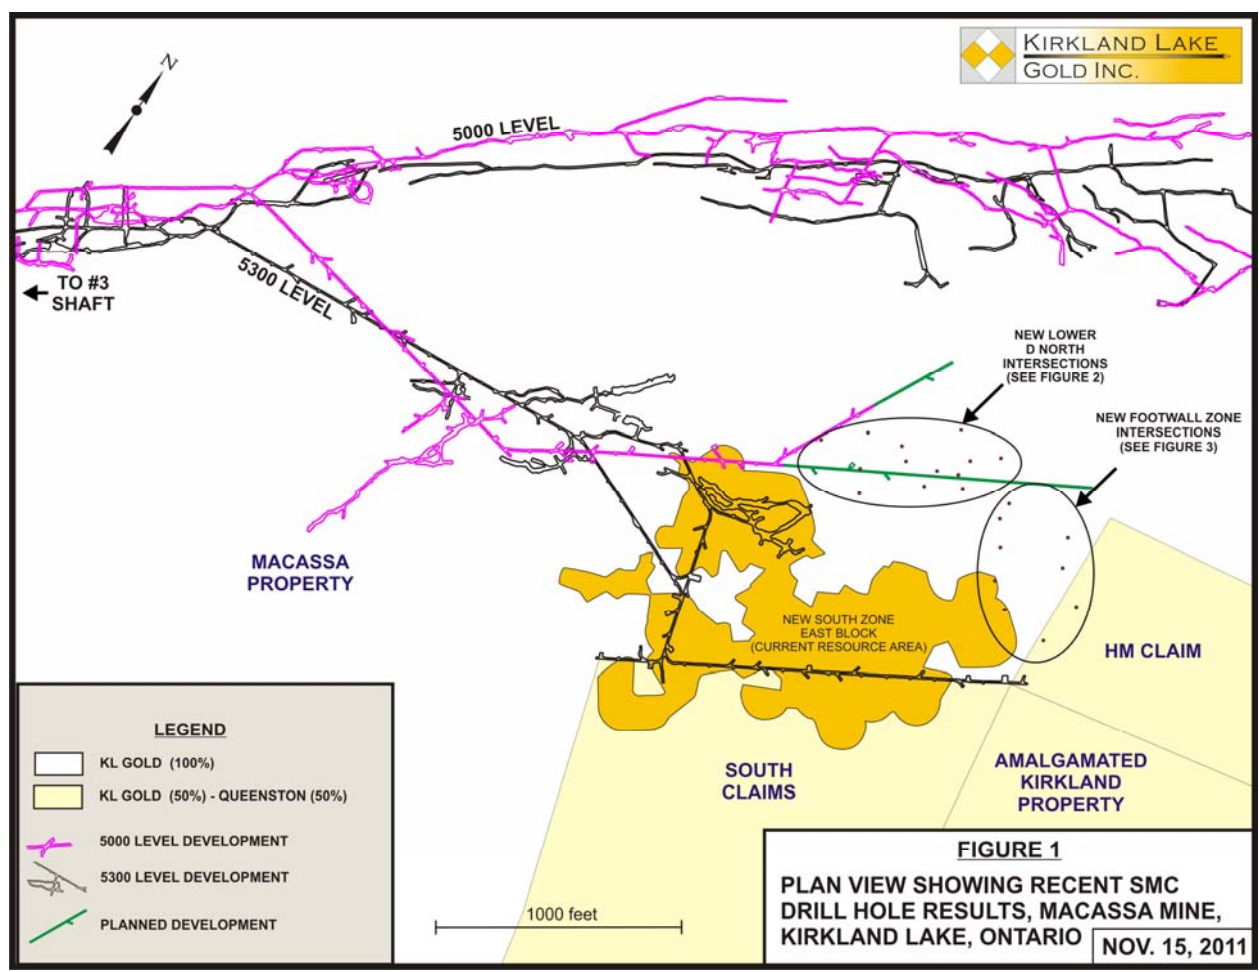 KIRKLAND LAKE
GOLD INC.
N
5000 LEVEL
5300 LEVEL
TO #3
SHAFT
NEW LOWER
D NORTH
INTERSECTIONS
(SEE FIGURE 2)
NEW FOOTWALL ZONE
INTERSECTIONS
(SEE FIGURE 3)
MACASSA
PROPERTY
NEW SOUTH ZONE
EAST BLOCK
(CURRENT RESOURCE AREA)
HM CLAIM
SOUTH
CLAIMS
AMALGAMATED
KIRKLAND
PROPERTY
LEGEND
KL GOLD (100%)
KL GOLD (50%) - QUEENSTON (50%)
5000 LEVEL DEVELOPMENT
5300 LEVEL DEVELOPMENT
PLANNED DEVELOPMENT
1000 feet
FIGURE 1
PLAN VIEW SHOWING RECENT SMC
DRILL HOLE RESULTS, MACASSA MINE,
KIRKLAND LAKE, ONTARIO
NOV. 15, 2011